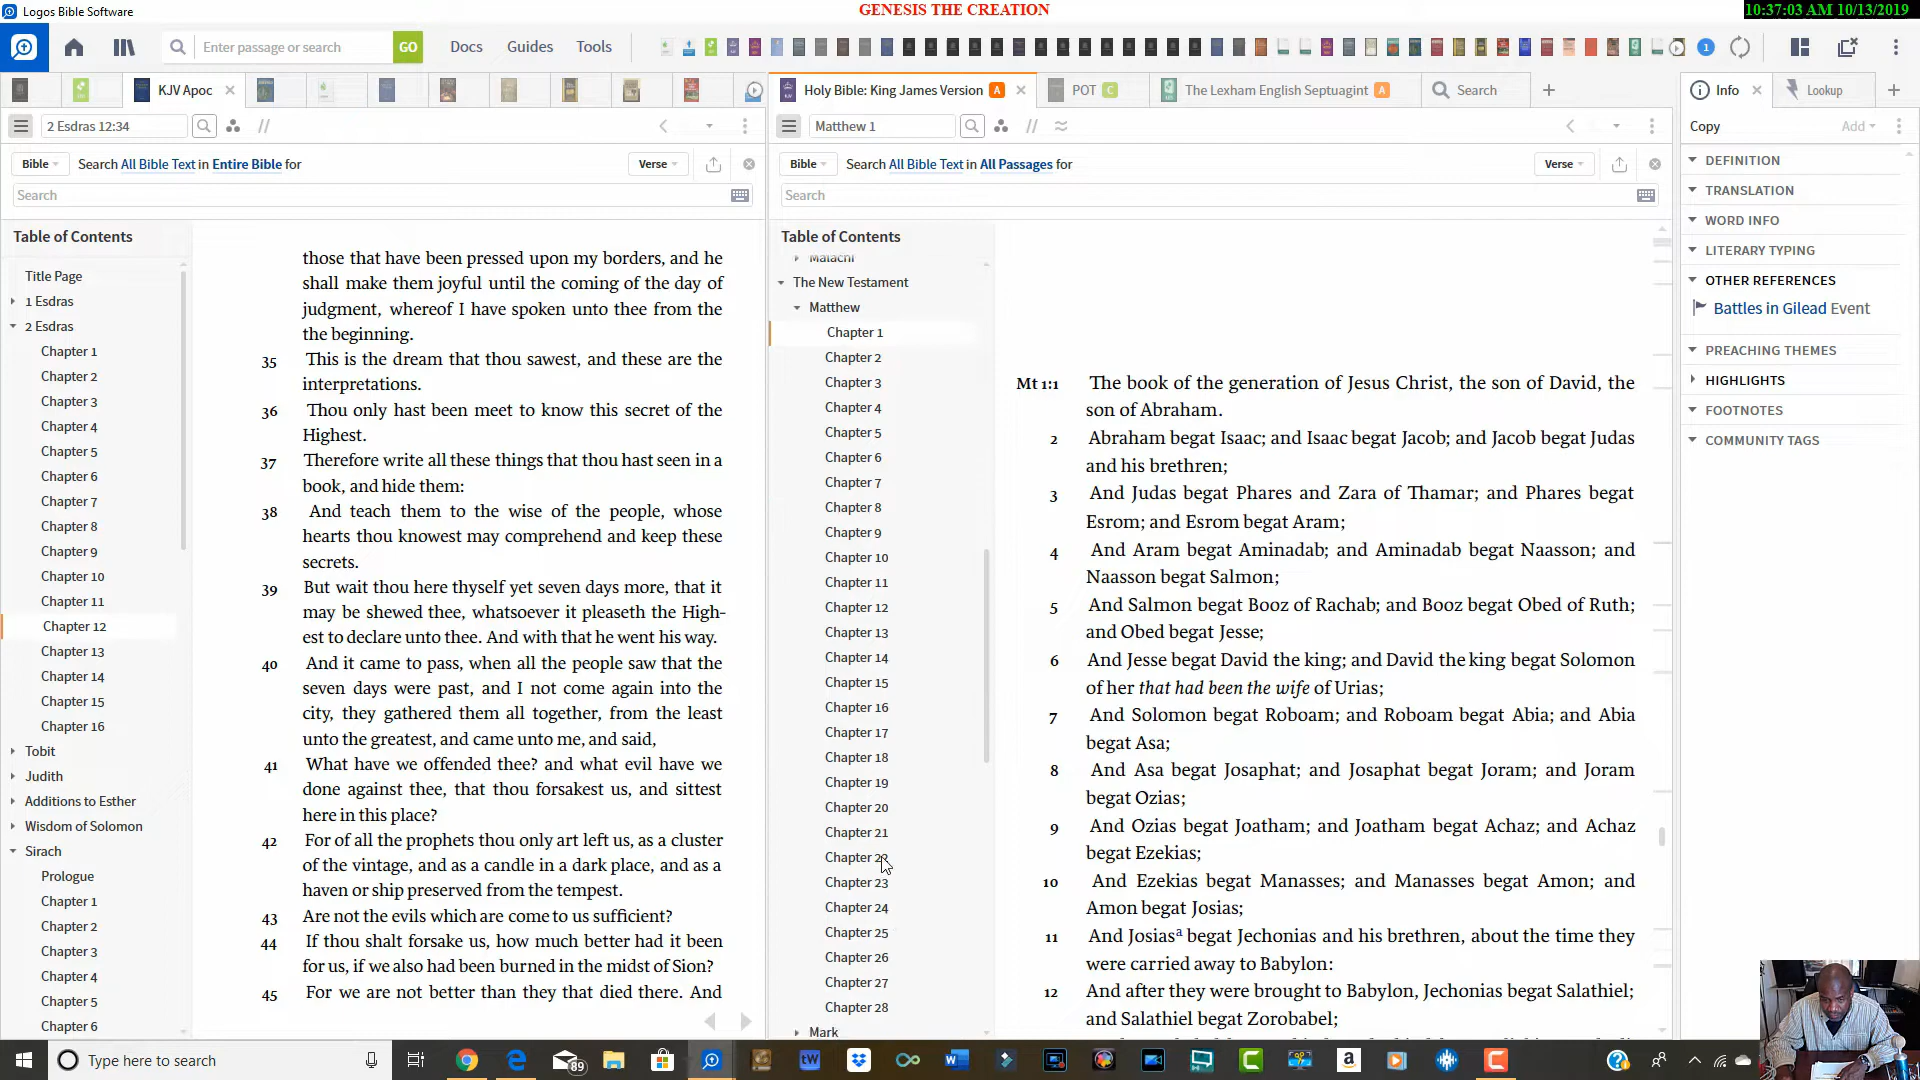 Logos Bible Software
GENESIS THE CREATION
10:37:03 AM 10/13/2019
Enter passage or search
GO
Docs
Guides
Tools
1
KJV Apoc
Holy Bible: King James Version A
POT C
The Lexham English Septuagint A
Search
Info
Lookup
2 Esdras 12:34
Matthew 1
Copy
Add
Bible
Search All Bible Text in Entire Bible for
Verse
Search
Bible
Search All Bible Text in All Passages for
Verse
Search
Table of Contents
Title Page
1 Esdras
2 Esdras
Chapter 1
Chapter 2
Chapter 3
Chapter 4
Chapter 5
Chapter 6
Chapter 7
Chapter 8
Chapter 9
Chapter 10
Chapter 11
Chapter 12
Chapter 13
Chapter 14
Chapter 15
Chapter 16
Tobit
Judith
Additions to Esther
Wisdom of Solomon
Sirach
Prologue
Chapter 1
Chapter 2
Chapter 3
Chapter 4
Chapter 5
Chapter 6
those that have been pressed upon my borders, and he
shall make them joyful until the coming of the day of
judgment, whereof I have spoken unto thee from the
the beginning.
35 This is the dream that thou sawest, and these are the
interpretations.
36 Thou only hast been meet to know this secret of the
Highest.
37 Therefore write all these things that thou hast seen in a
book, and hide them:
38 And teach them to the wise of the people, whose
hearts thou knowest may comprehend and keep these
secrets.
39 But wait thou here thyself yet seven days more, that it
may be shewed thee, whatsoever it pleaseth the High-
est to declare unto thee. And with that he went his way.
40 And it came to pass, when all the people saw that the
seven days were past, and I not come again into the
city, they gathered them all together, from the least
unto the greatest, and came unto me, and said,
41 What have we offended thee? and what evil have we
done against thee, that thou forsakest us, and sittest
here in this place?
42 For of all the prophets thou only art left us, as a cluster
of the vintage, and as a candle in a dark place, and as a
haven or ship preserved from the tempest.
43 Are not the evils which are come to us sufficient?
44 If thou shalt forsake us, how much better had it been
for us, if we also had been burned in the midst of Sion?
45 For we are not better than they that died there. And
Table of Contents
Malachi
The New Testament
Matthew
Chapter 1
Chapter 2
Chapter 3
Chapter 4
Chapter 5
Chapter 6
Chapter 7
Chapter 8
Chapter 9
Chapter 10
Chapter 11
Chapter 12
Chapter 13
Chapter 14
Chapter 15
Chapter 16
Chapter 17
Chapter 18
Chapter 19
Chapter 20
Chapter 21
Chapter 22
Chapter 23
Chapter 24
Chapter 25
Chapter 26
Chapter 27
Chapter 28
Mark
Mt 1:1 The book of the generation of Jesus Christ, the son of David, the
son of Abraham.
2 Abraham begat Isaac; and Isaac begat Jacob; and Jacob begat Judas
and his brethren;
3 And Judas begat Phares and Zara of Thamar; and Phares begat
Esrom; and Esrom begat Aram;
4 And Aram begat Aminadab; and Aminadab begat Naasson; and
Naasson begat Salmon;
5 And Salmon begat Booz of Rachab; and Booz begat Obed of Ruth;
and Obed begat Jesse;
6 And Jesse begat David the king; and David the king begat Solomon
of her that had been the wife of Urias;
7 And Solomon begat Roboam; and Roboam begat Abia; and Abia
begat Asa;
8 And Asa begat Josaphat; and Josaphat begat Joram; and Joram
begat Ozias;
9 And Ozias begat Joatham; and Joatham begat Achaz; and Achaz
begat Ezekias;
10 And Ezekias begat Manasses; and Manasses begat Amon; and
Amon begat Josias;
11 And Josiasª begat Jechonias and his brethren, about the time they
were carried away to Babylon:
12 And after they were brought to Babylon, Jechonias begat Salathiel;
and Salathiel begat Zorobabel;
DEFINITION
TRANSLATION
WORD INFO
LITERARY TYPING
OTHER REFERENCES
Battles in Gilead Event
PREACHING THEMES
HIGHLIGHTS
FOOTNOTES
COMMUNITY TAGS
Type here to search
89